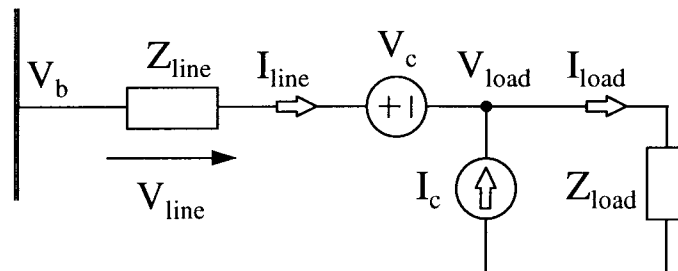 V_b
Z_line
I_line
V_c
V_load
I_load
V_line
+ I
I_c
Z_load